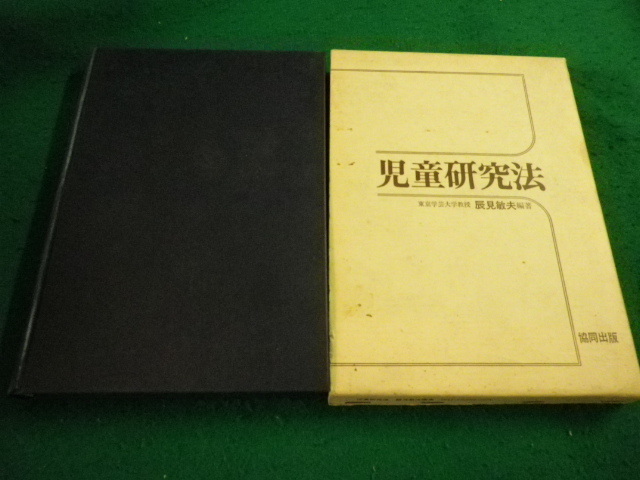 児童研究法
東京学芸大学教授 辰見敏夫編著
協同出版